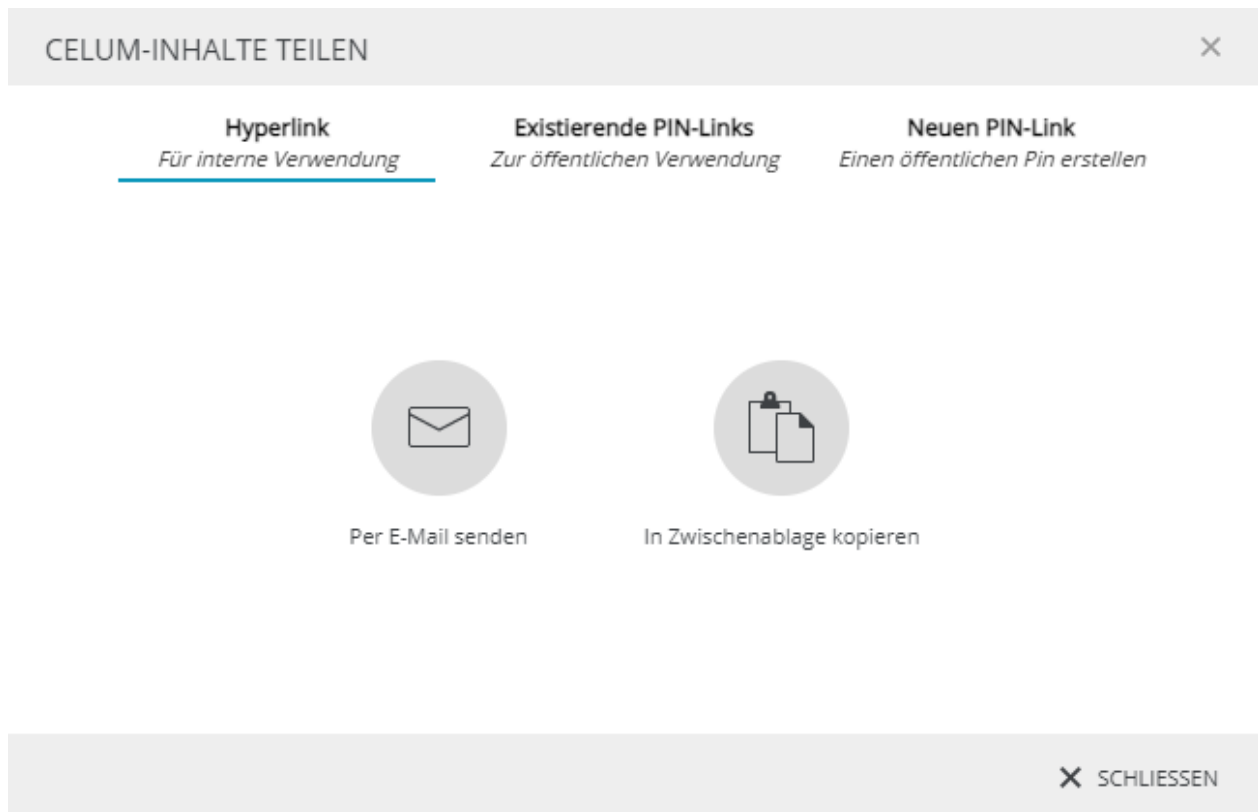 CELUM-INHALTE TEILEN
Hyperlink
Für interne Verwendung
Existierende PIN-Links
Zur öffentlichen Verwendung
Neuen PIN-Link
Einen öffentlichen Pin erstellen
Per E-Mail senden
In Zwischenablage kopieren
SCHLIESSEN